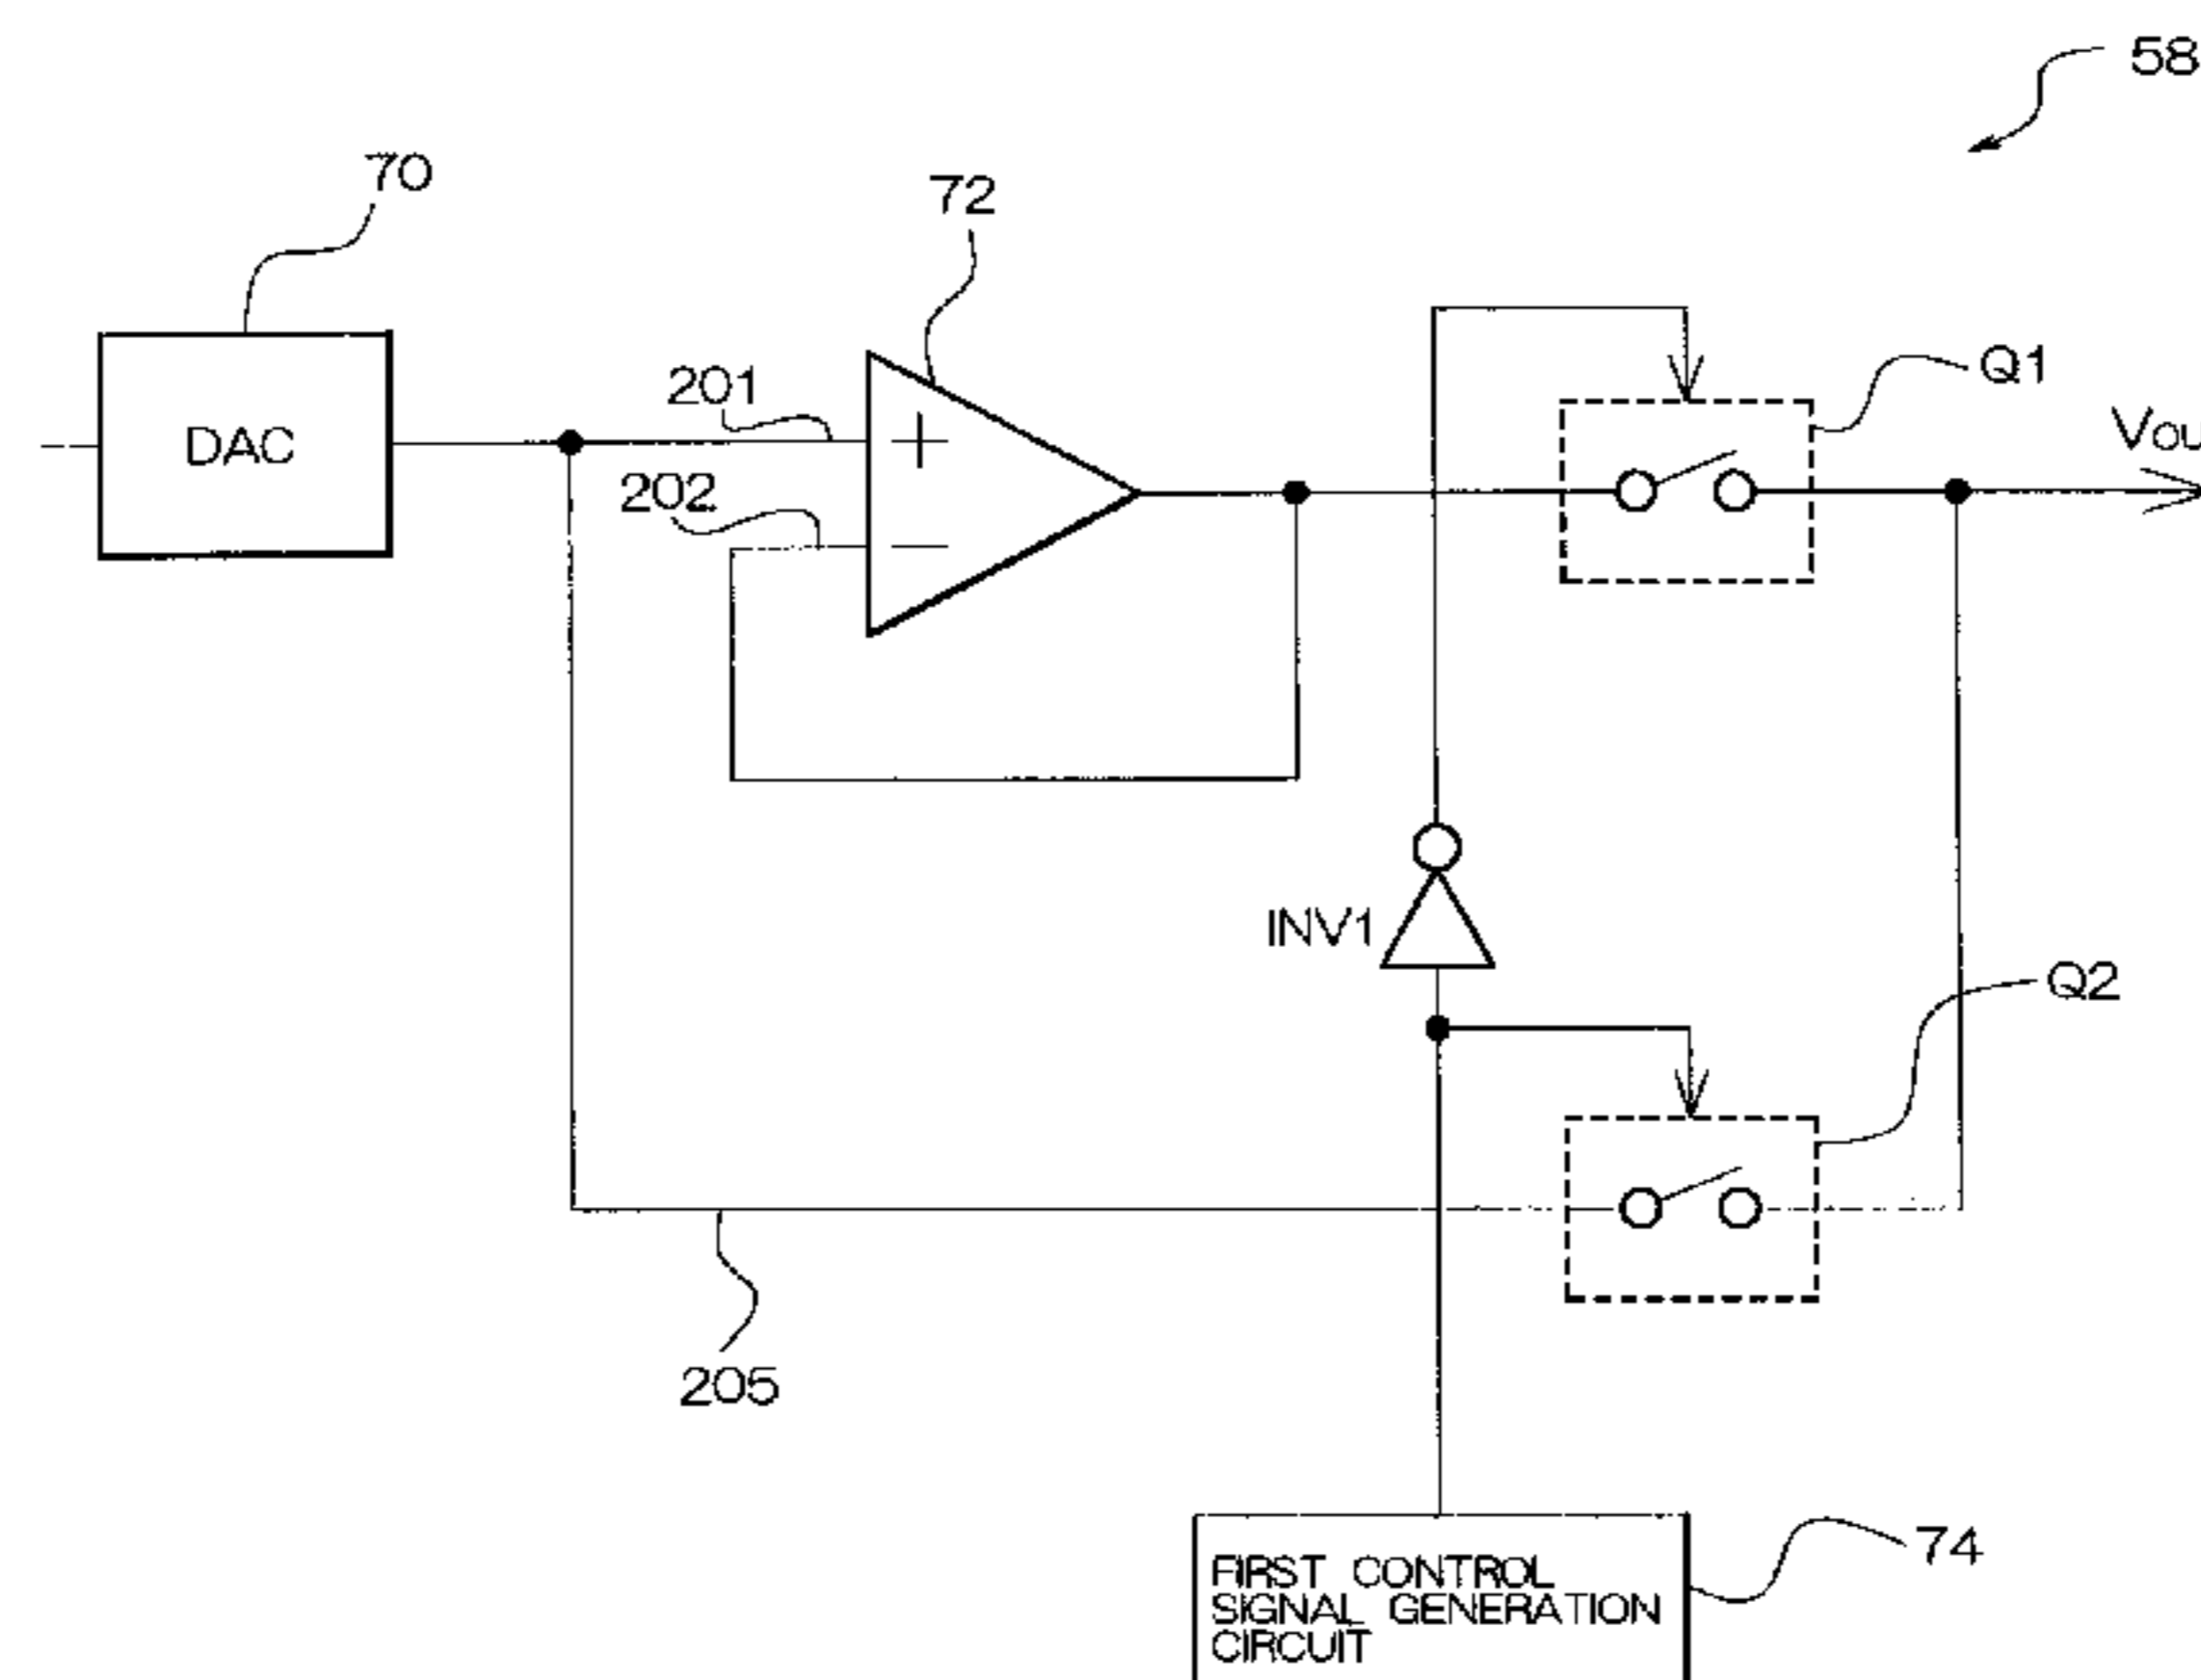 58
70
72
201
Q1
DAC
VOU
202
INV1
Q2
205
74
FIRST CONTROL
SIGNAL GENERATION
CIRCUIT